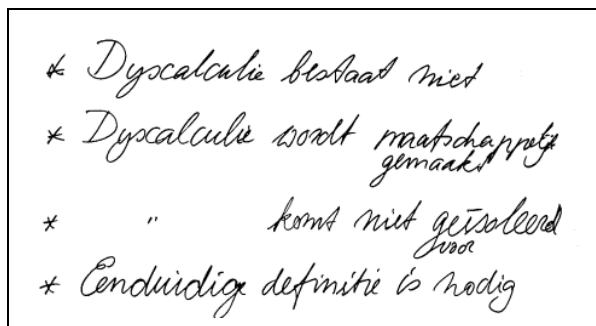 * Dyscalculie bestaat niet
* Dyscalculie wordt maatschappelijk
gemaakt
* " komt niet geïsoleerd
voor
* Eenduidige definitie is nodig